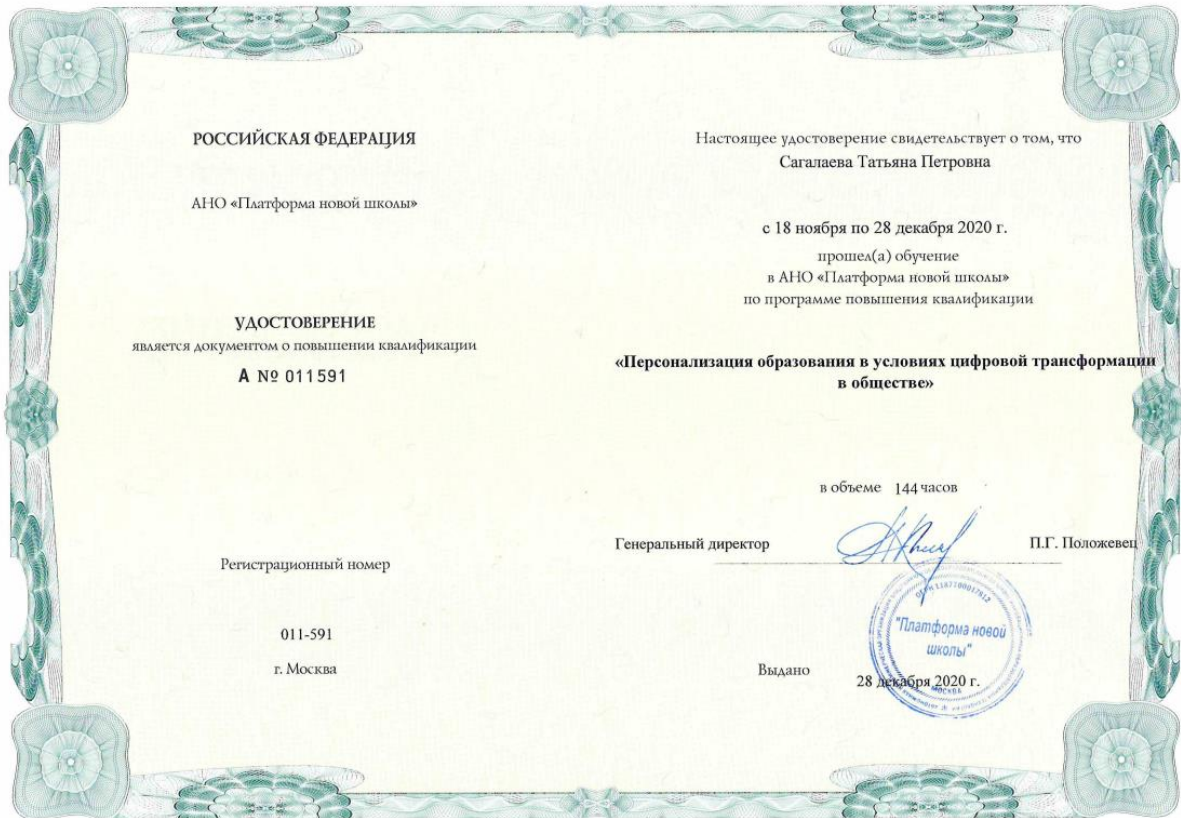 РОССИЙСКАЯ ФЕДЕРАЦИЯ
АНО «Платформа новой школы»
УДОСТОВЕРЕНИЕ
является документом о повышении квалификации
А № 011591
Регистрационный номер
011-591
г. Москва
Настоящее удостоверение свидетельствует о том, что
Сагалаева Татьяна Петровна
с 18 ноября по 28 декабря 2020 г.
прошел(а) обучение
в АНО «Платформа новой школы»
по программе повышения квалификации
«Персонализация образования в условиях цифровой трансформации
в обществе»
в объеме 144 часов
Генеральный директор П.Г. Положевец
"Платформа новой
школы"
МОСКВА
Выдано 28 декабря 2020 г.